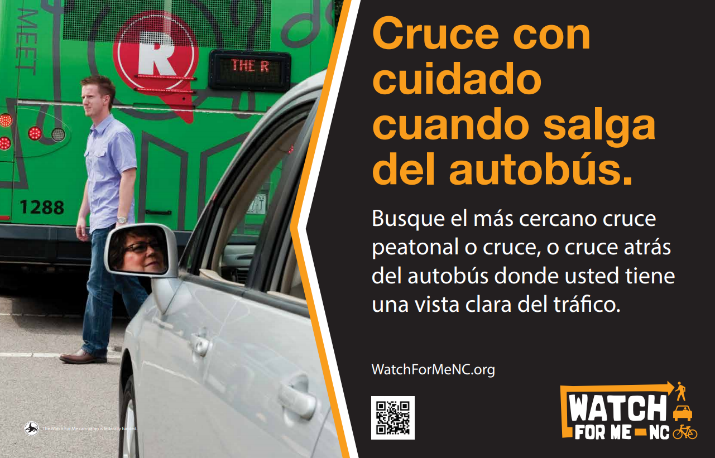 MEET
R
THE R
1288
Cruce con
cuidado
cuando salga
del autobús.
Busque el más cercano cruce
peatonal o cruce, o cruce atrás
del autobús donde usted tiene
una vista clara del tráfico.
WatchForMeNC.org
WATCH
FOR ME NC